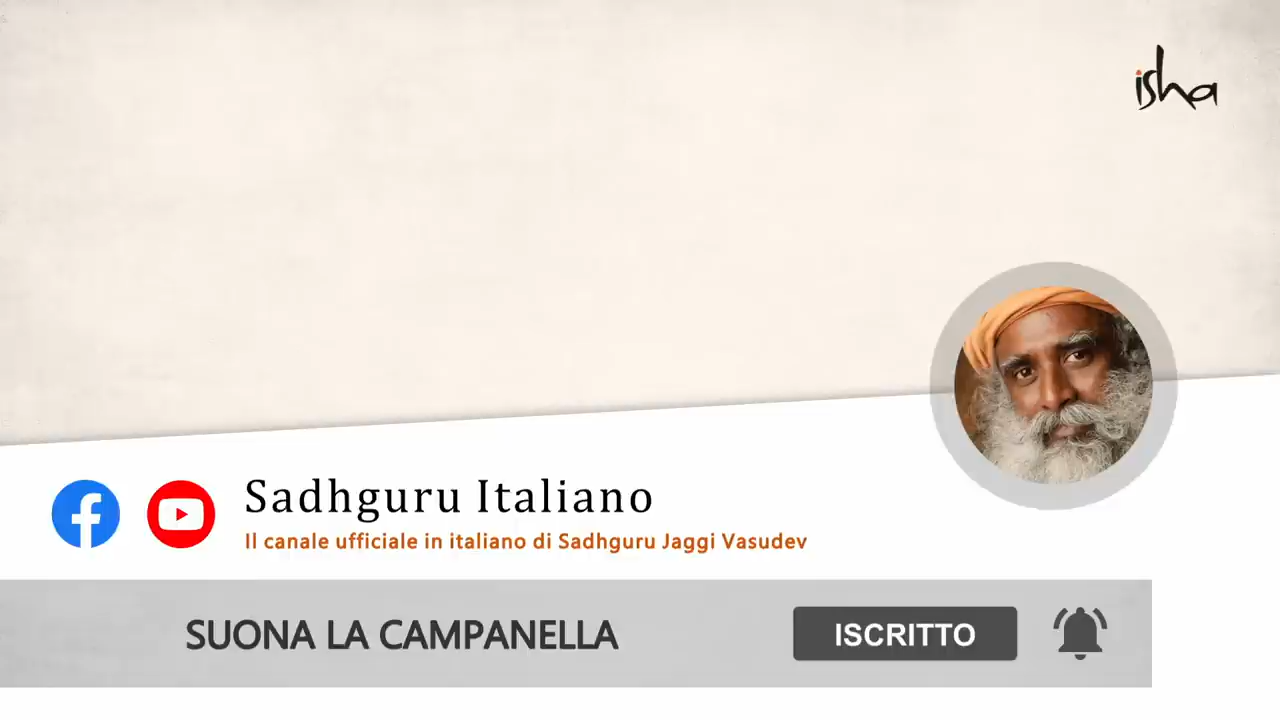 isha
Sadhguru Italiano
Il canale ufficiale in italiano di Sadhguru Jaggi Vasudev
SUONA LA CAMPANELLA
ISCRITTO